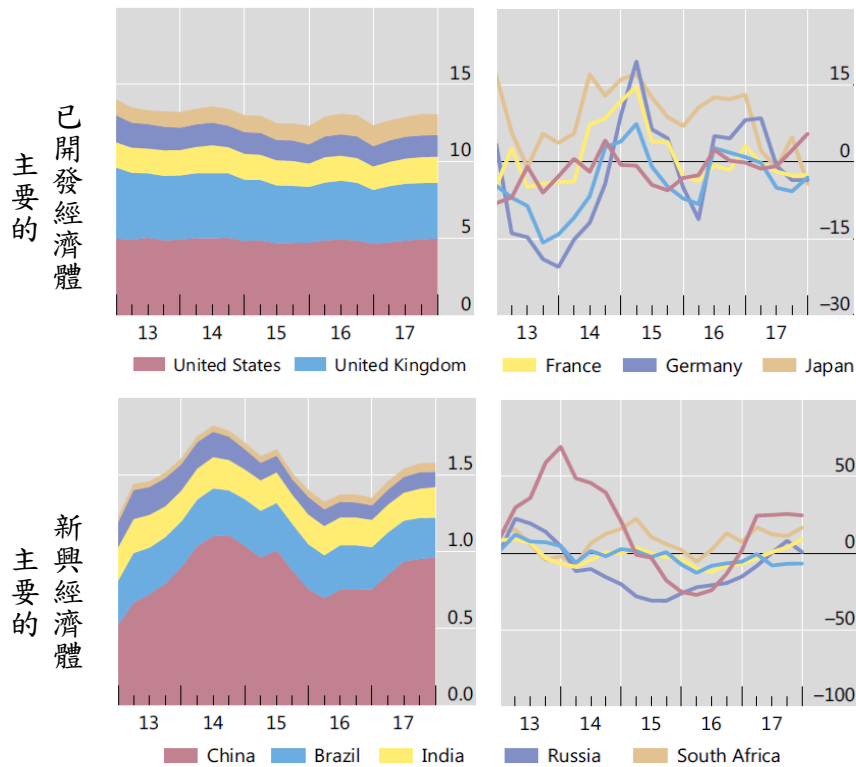 主要的
已開發經濟體
15
10
5
0
13 14 15 16 17
15
0
−15
−30
13 14 15 16 17
United States United Kingdom France Germany Japan
主要的
新興經濟體
1.5
1.0
0.5
0.0
13 14 15 16 17
50
0
−50
−100
13 14 15 16 17
China Brazil India Russia South Africa